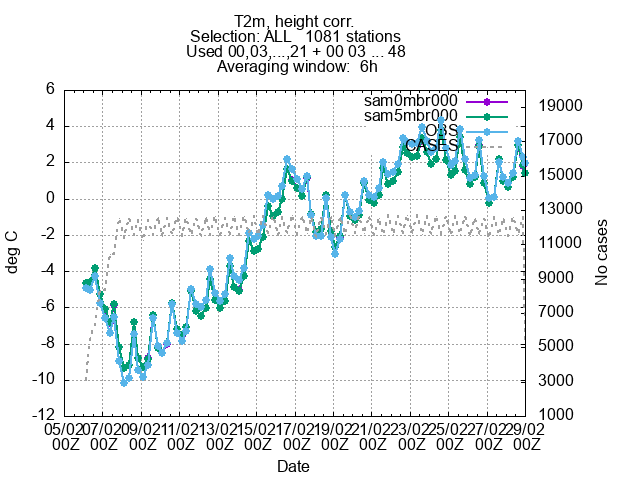 T2m, height corr.
Selection: ALL   1081 stations
Used 00,03,...,21 + 00 03 ... 48
Averaging window:  6h
sam0mbr000
sam5mbr000
OBS
CASES
6
4
2
0
-2
-4
-6
-8
-10
-12
deg C
19000
17000
15000
13000
11000
9000
7000
5000
3000
1000
No cases
05/02 07/02 09/02 11/02 13/02 15/02 17/02 19/02 21/02 23/02 25/02 27/02 29/02
00Z 00Z 00Z 00Z 00Z 00Z 00Z 00Z 00Z 00Z 00Z 00Z 00Z
Date